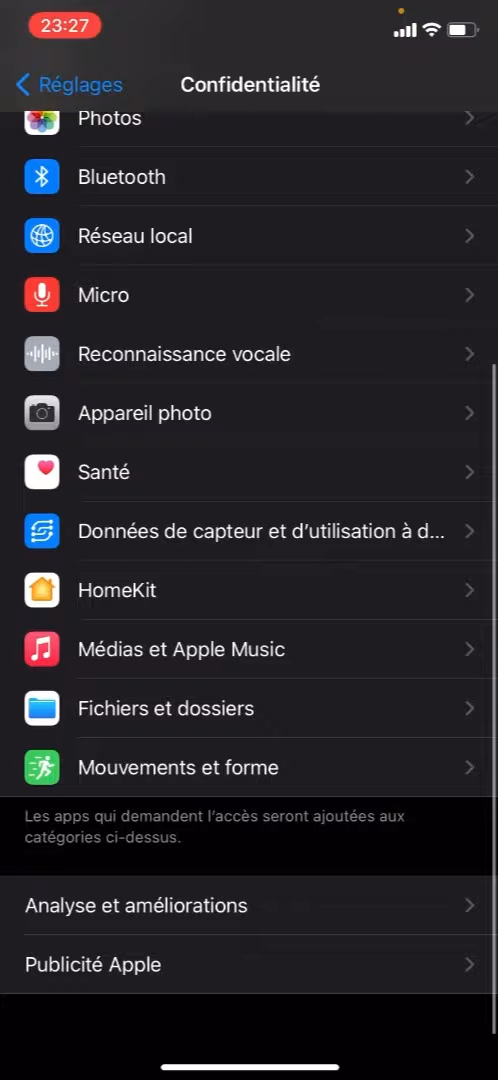 23:27
Réglages
Confidentialité
Photos
Bluetooth
Réseau local
Micro
Reconnaissance vocale
Appareil photo
Santé
Données de capteur et d’utilisation à d...
HomeKit
Médias et Apple Music
Fichiers et dossiers
Mouvements et forme
Les apps qui demandent l’accès seront ajoutées aux
catégories ci-dessus.
Analyse et améliorations
Publicité Apple